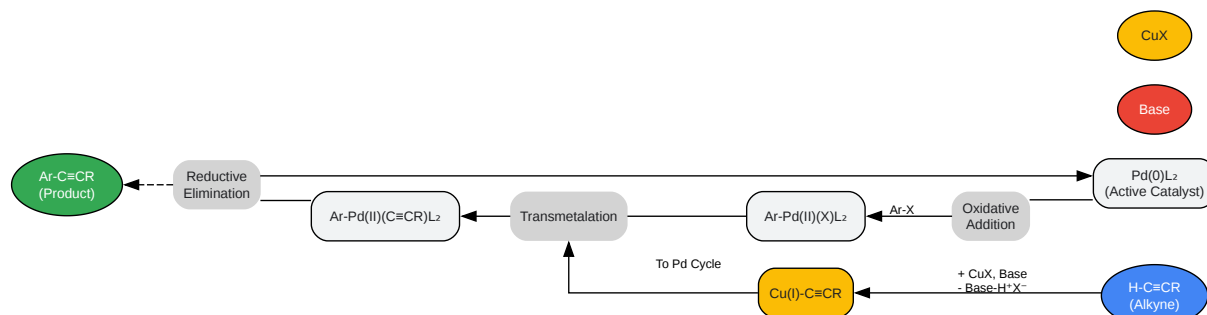 CuX
Base
Ar-C≡CR
(Product)
Reductive
Elimination
Ar-Pd(II)(C≡CR)L₂
Transmetalation
Ar-Pd(II)(X)L₂
Ar-X
Oxidative
Addition
Pd(0)L₂
(Active Catalyst)
To Pd Cycle
Cu(I)-C≡CR
+ CuX, Base
- Base-H⁺X⁻
H-C≡CR
(Alkyne)